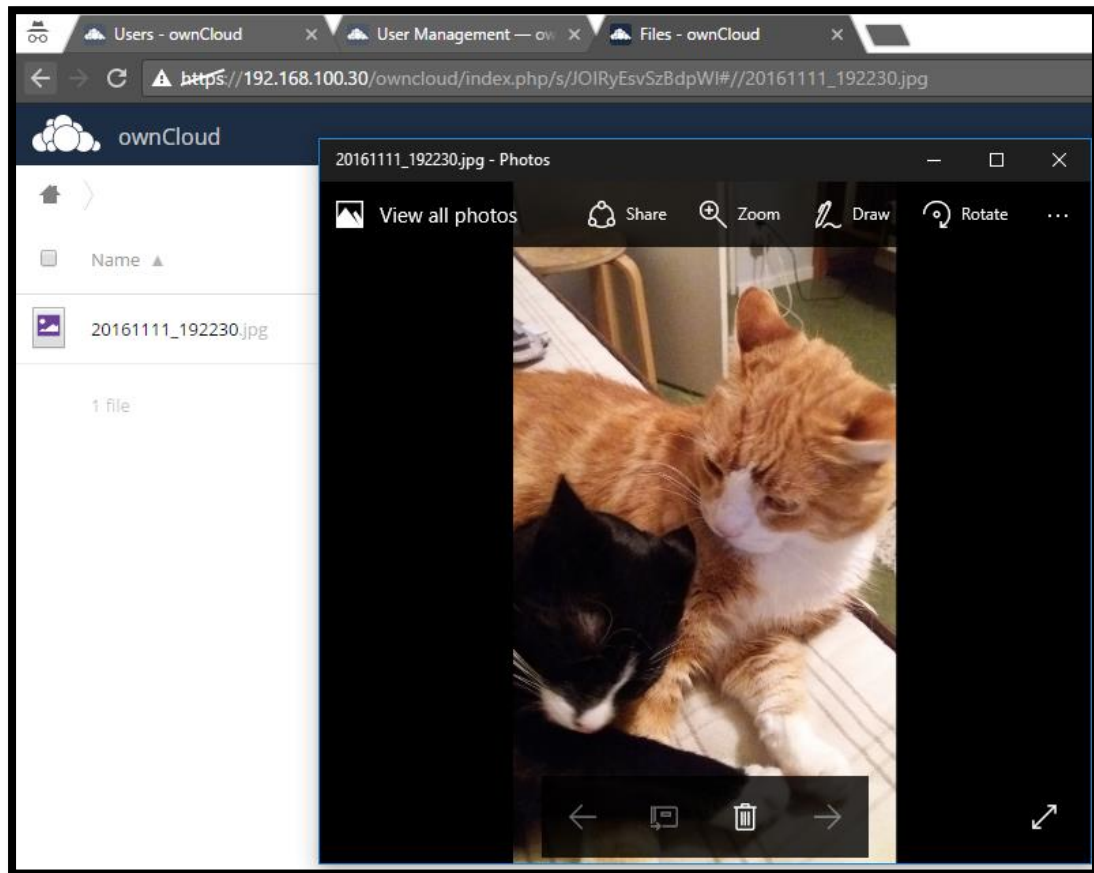 Users - ownCloud
User Management — ow
Files - ownCloud
https://192.168.100.30/owncloud/index.php/s/JOIRyEsvSzBdpWI#//20161111_192230.jpg
ownCloud
20161111_192230.jpg - Photos
View all photos
Share
Zoom
Draw
Rotate
Name
20161111_192230.jpg
1 file